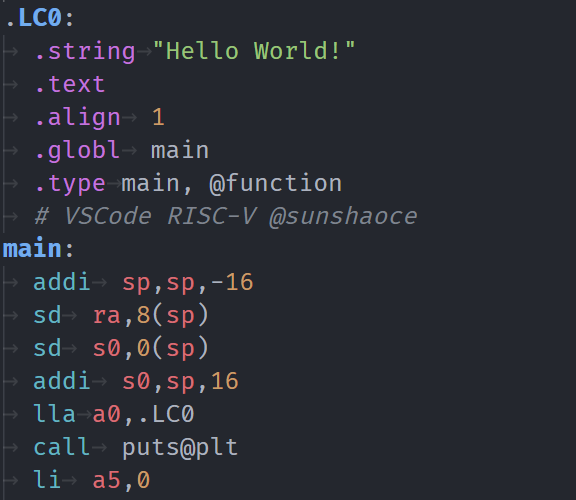 .LC0:
.string "Hello World!"
.text
.align 1
.globl main
.type main, @function
# VSCode RISC-V @sunshaoce
main:
addi sp,sp,-16
sd ra,8(sp)
sd s0,0(sp)
addi s0,sp,16
lla a0,.LC0
call puts@plt
li a5,0